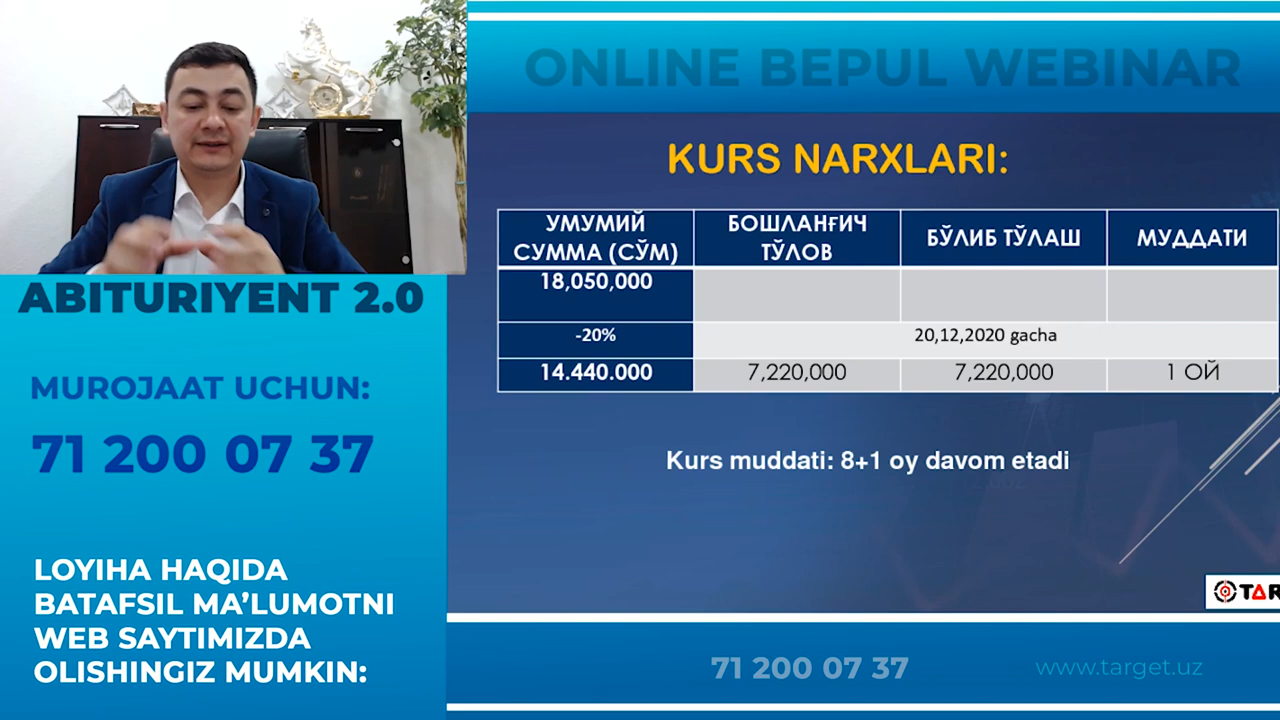 ONLINE BEPUL WEBINAR
KURS NARXLARI:
УМУМИЙ
СУММА (СЎМ)
БОШЛАНҒИЧ
ТЎЛОВ
БЎЛИБ ТЎЛАШ
МУДДАТИ
18,050,000
-20%
20,12,2020 gacha
14.440.000
7,220,000
7,220,000
1 ОЙ
Kurs muddati: 8+1 oy davom etadi
ABITURIYENT 2.0
MUROJAAT UCHUN:
71 200 07 37
LOYIHA HAQIDA
BATAFSIL MA’LUMOTNI
WEB SAYTIMIZDA
OLISHINGIZ MUMKIN:
71 200 07 37
www.target.uz